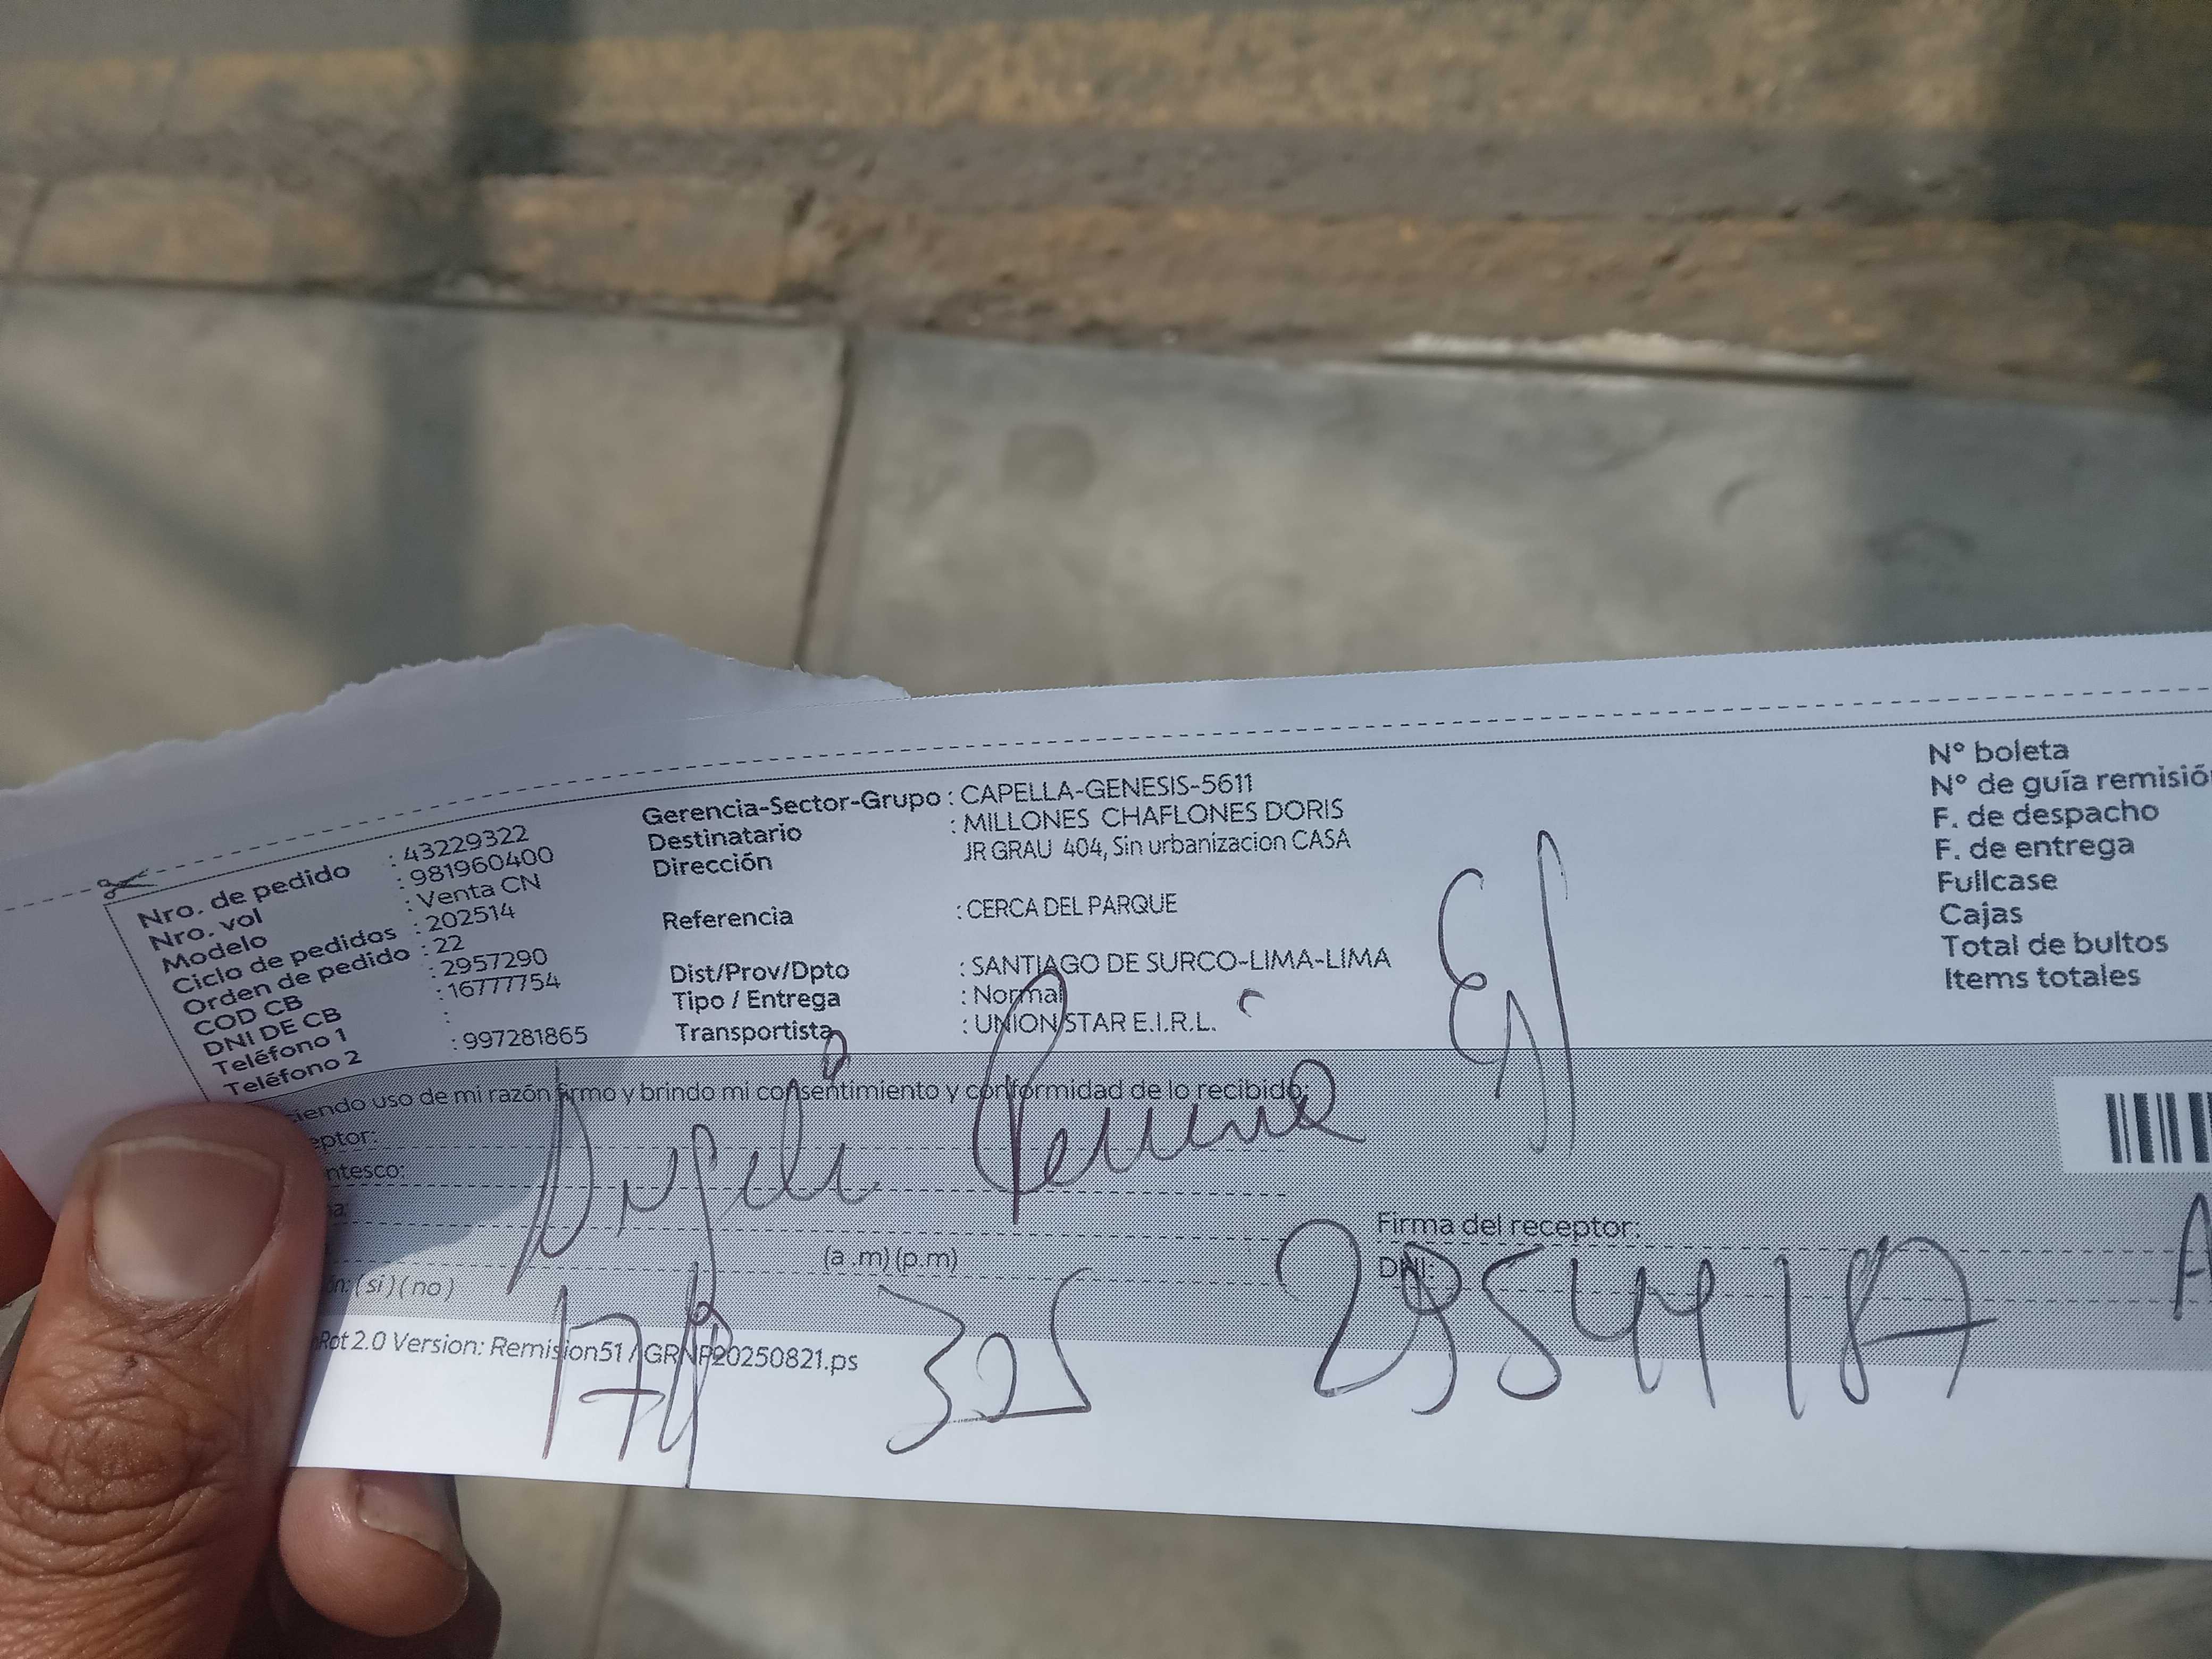 Nro. de pedido : 43229322
Nro. vol : 981960400
Modelo : Venta CN
Ciclo de pedidos : 202514
Orden de pedido : 22
COD CB : 2957290
DNI DE CB : 16777754
Teléfono 1 :
Teléfono 2 : 997281865
Gerencia-Sector-Grupo : CAPELLA-GENESIS-5611
Destinatario : MILLONES CHAFLONES DORIS
Dirección JR GRAU 404, Sin urbanizacion CASA
Referencia : CERCA DEL PARQUE
Dist/Prov/Dpto : SANTIAGO DE SURCO-LIMA-LIMA
Tipo / Entrega : Normal
Transportista : UNION STAR E.I.R.L.
N° boleta
N° de guía remisió
F. de despacho
F. de entrega
Fullcase
Cajas
Total de bultos
Items totales
ciendo uso de mi razón firmo y brindo mi consentimiento y conformidad de lo recibido:
eptor:
ntesco:
a:
(a .m) (p.m)
ón: (si) (no)
Firma del receptor:
DNI:
Rot 2.0 Version: Remision51 / GRNP20250821.ps
325